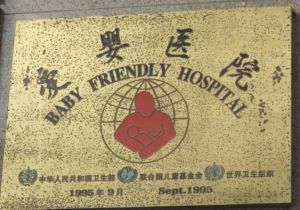 爱婴医院
BABY FRIENDLY HOSPITAL
中华人民共和国卫生部 联合国儿童基金会 世界卫生组织
1995年9月 Sept.1995